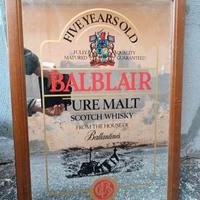 FIVE YEARS OLD
FULLY QUALITY
MATURED GUARANTEED
BALBLAIR
PURE MALT
SCOTCH WHISKY
FROM THE HOUSE OF
Ballantine's